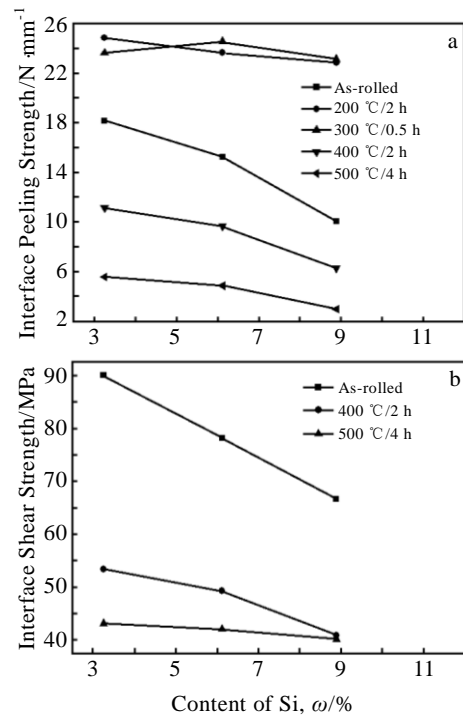 Interface Peeling Strength/N·mm⁻¹
26
22
18
14
10
6
2
a
As-rolled
200 ℃/2 h
300 ℃/0.5 h
400 ℃/2 h
500 ℃/4 h
3 5 7 9 11
Interface Shear Strength/MPa
90
80
70
60
50
40
b
As-rolled
400 ℃/2 h
500 ℃/4 h
3 5 7 9 11
Content of Si, ω/%